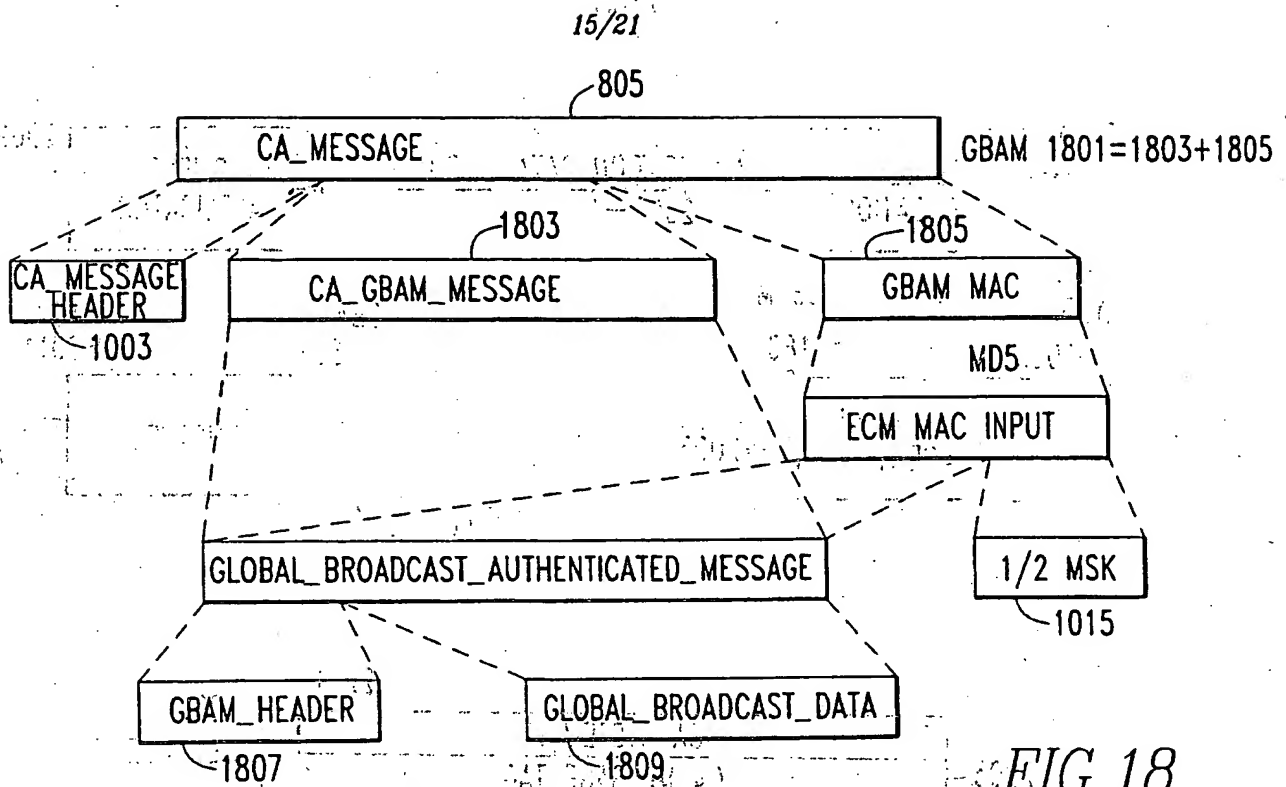 15/21
805
CA_MESSAGE
GBAM 1801=1803+1805
1803
1805
CA_MESSAGE
HEADER
CA_GBAM_MESSAGE
GBAM MAC
1003
MD5
ECM MAC INPUT
GLOBAL_BROADCAST_AUTHENTICATED_MESSAGE
1/2 MSK
1015
GBAM_HEADER
GLOBAL_BROADCAST_DATA
1807
1809
FIG. 18